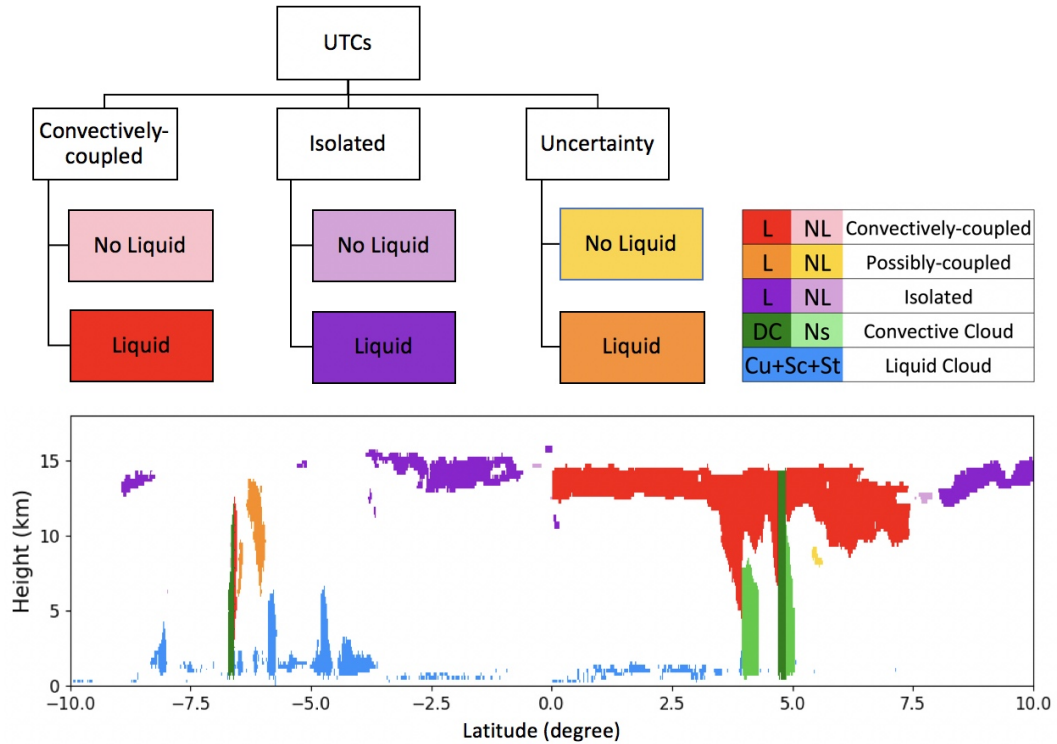 UTCs
Convectively-
coupled
Isolated
Uncertainty
No Liquid
No Liquid
No Liquid
Liquid
Liquid
Liquid
L NL Convectively-coupled
L NL Possibly-coupled
L NL Isolated
DC Ns Convective Cloud
Cu+Sc+St Liquid Cloud
Height (km)
15
10
5
0
−10.0 −7.5 −5.0 −2.5 0.0 2.5 5.0 7.5 10.0
Latitude (degree)